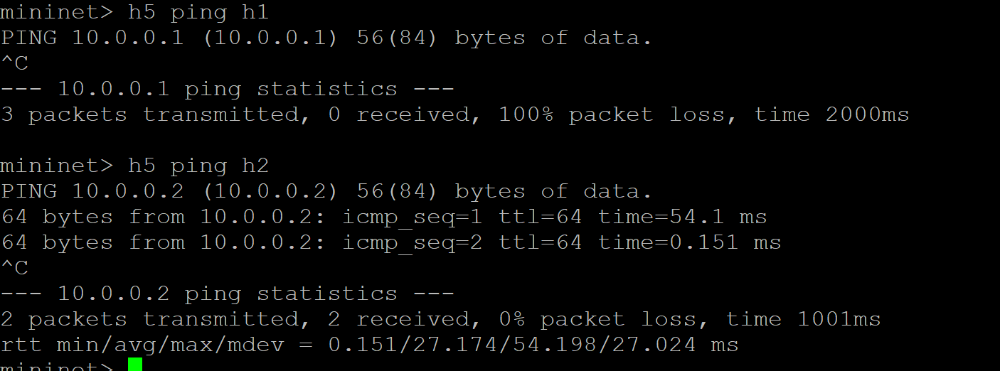 mininet> h5 ping h1
PING 10.0.0.1 (10.0.0.1) 56(84) bytes of data.
^C
--- 10.0.0.1 ping statistics ---
3 packets transmitted, 0 received, 100% packet loss, time 2000ms
mininet> h5 ping h2
PING 10.0.0.2 (10.0.0.2) 56(84) bytes of data.
64 bytes from 10.0.0.2: icmp_seq=1 ttl=64 time=54.1 ms
64 bytes from 10.0.0.2: icmp_seq=2 ttl=64 time=0.151 ms
^C
--- 10.0.0.2 ping statistics ---
2 packets transmitted, 2 received, 0% packet loss, time 1001ms
rtt min/avg/max/mdev = 0.151/27.174/54.198/27.024 ms
mininet>